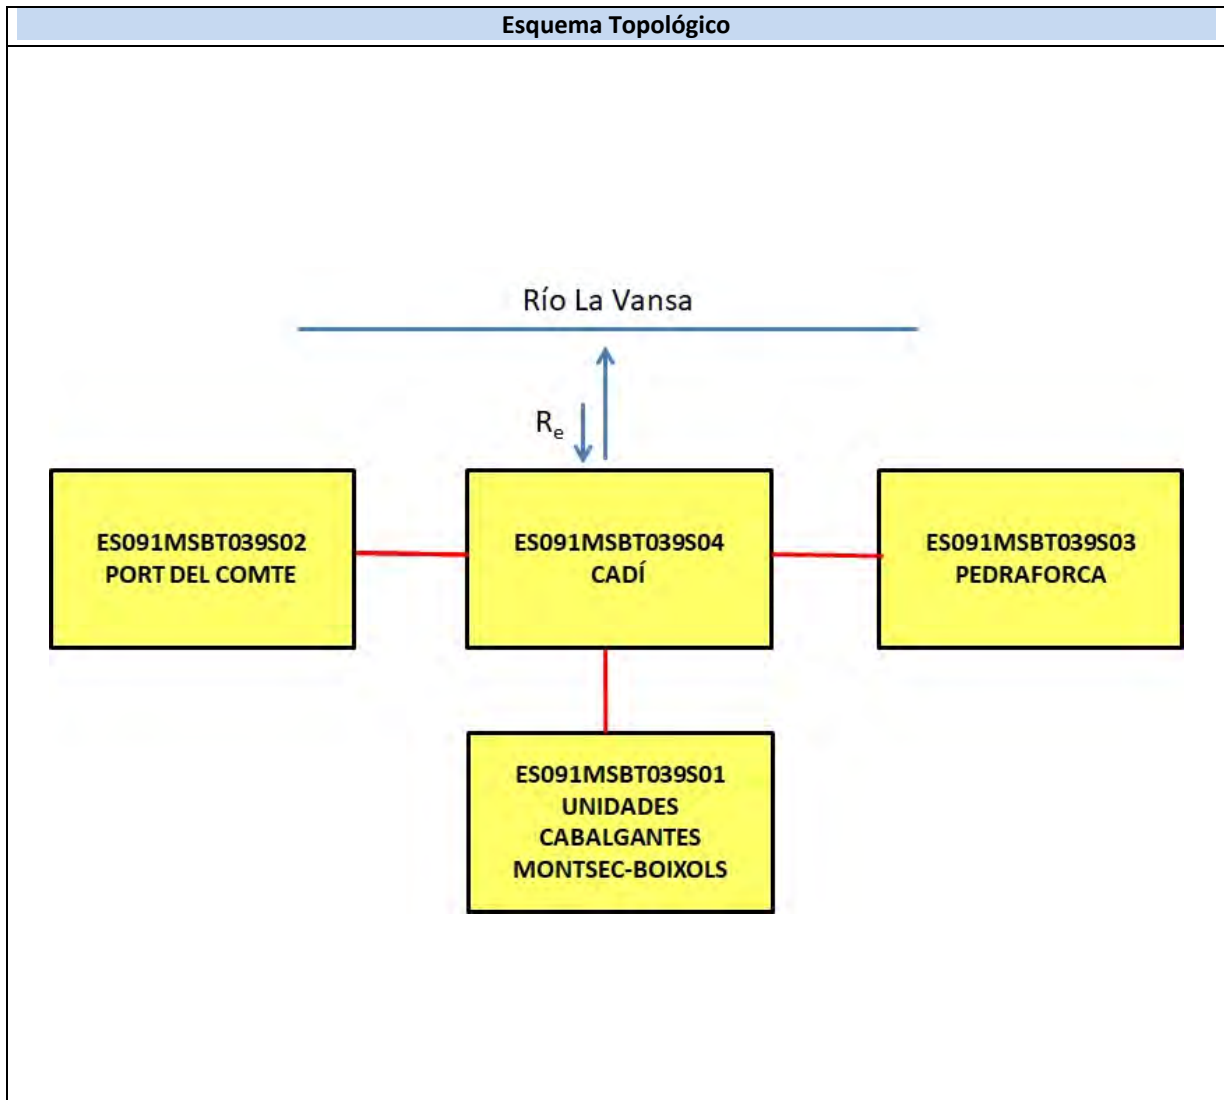 Esquema Topológico
Río La Vansa
Re
ES091MSBT039S02
PORT DEL COMTE
ES091MSBT039S04
CADÍ
ES091MSBT039S03
PEDRAFORCA
ES091MSBT039S01
UNIDADES
CABALGANTES
MONTSEC-BOIXOLS